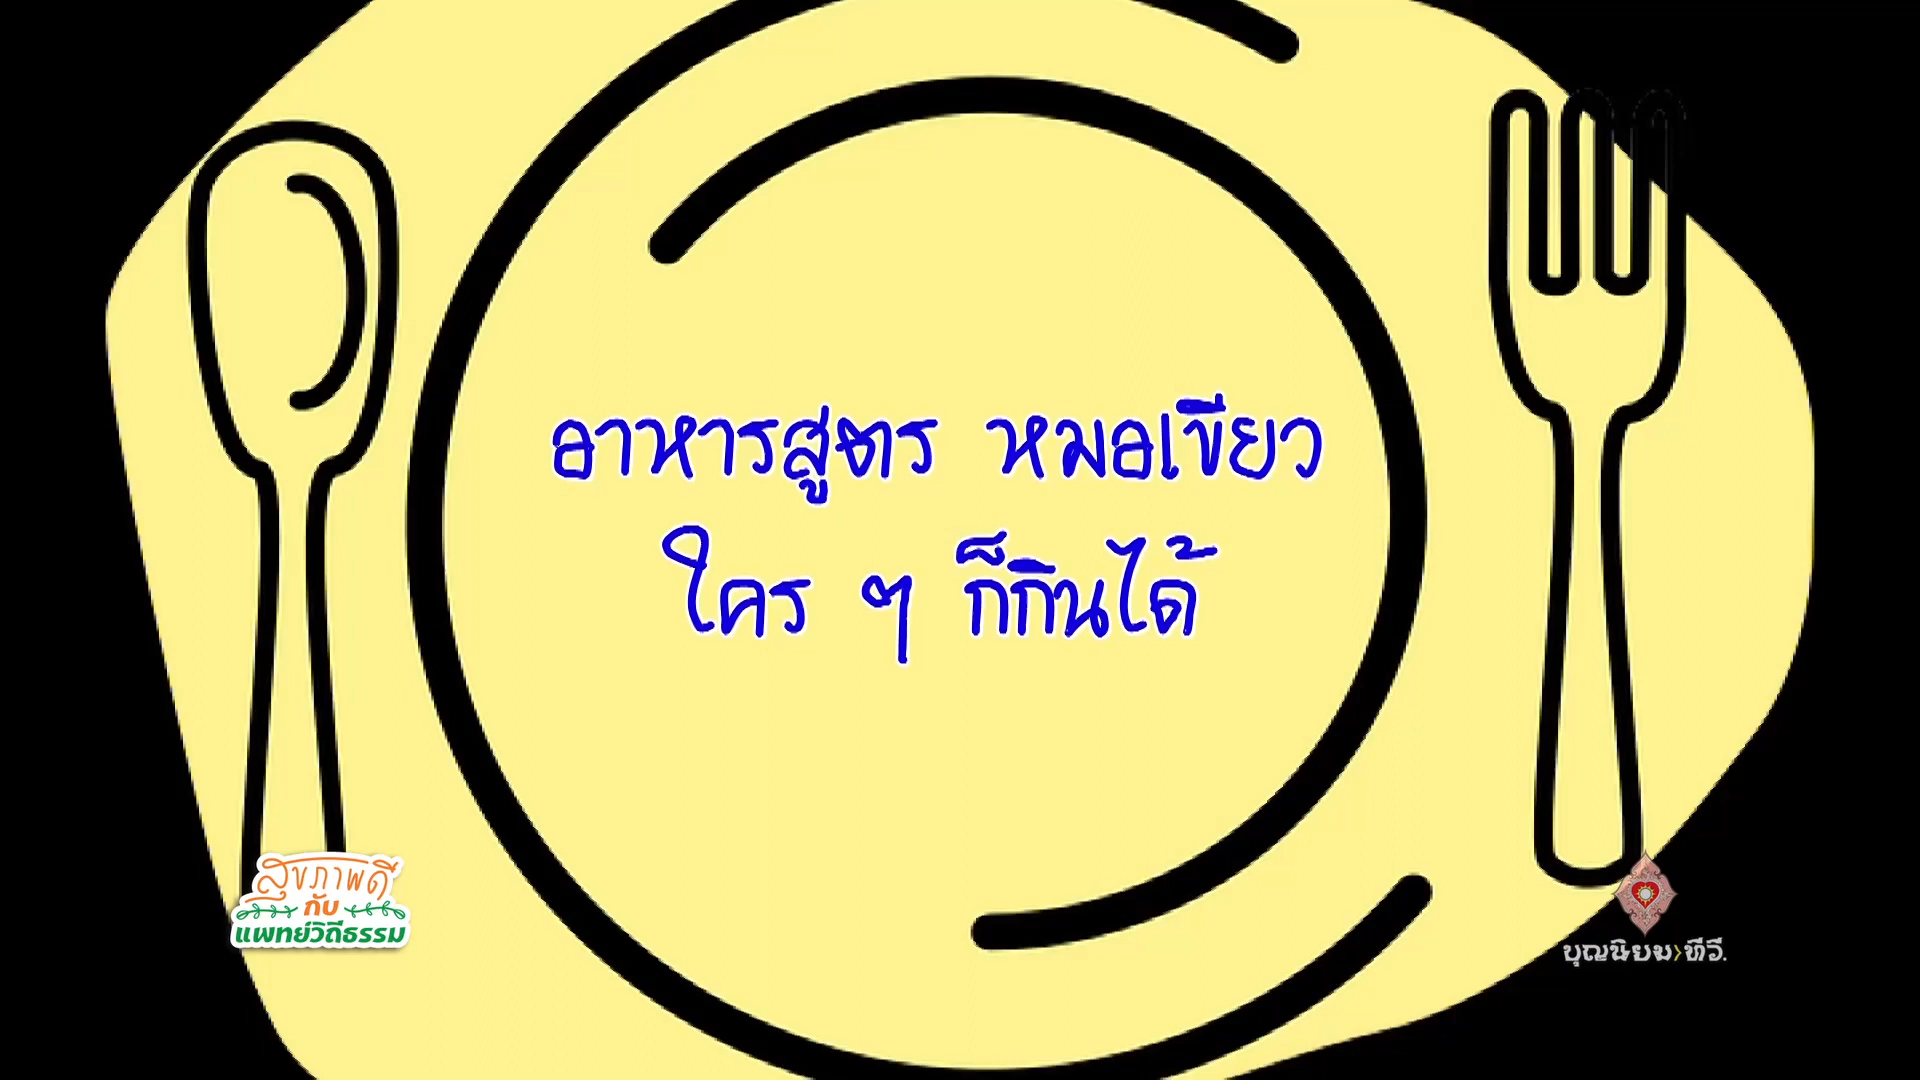 อาหารสูตร หมอเขียว
ใคร ๆ ก็กินได้
สุขภาพดี
กับ
แพทย์วิถีธรรม
บุญนิยม>ทีวี.